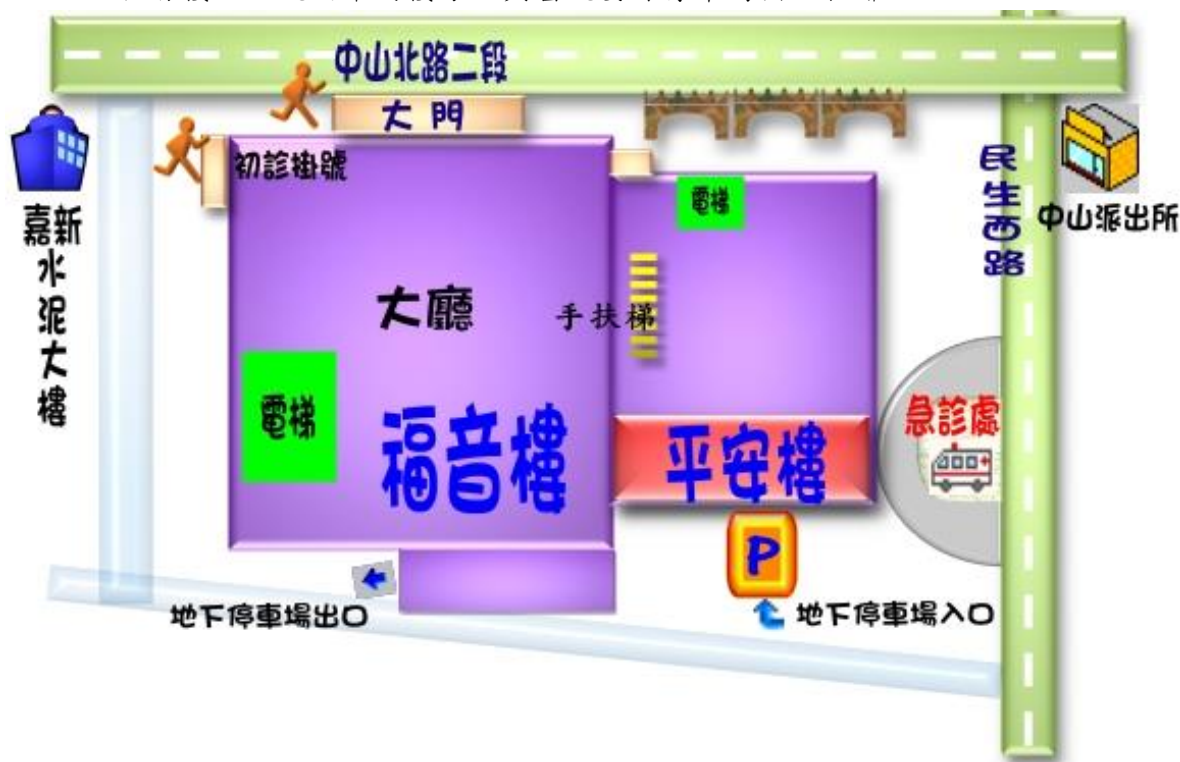 中山北路二段
大門
初診掛號
電梯
民生西路
中山派出所
嘉新水泥大樓
大廳
手扶梯
電梯
福音樓
平安樓
急診處
P
地下停車場出口
地下停車場入口